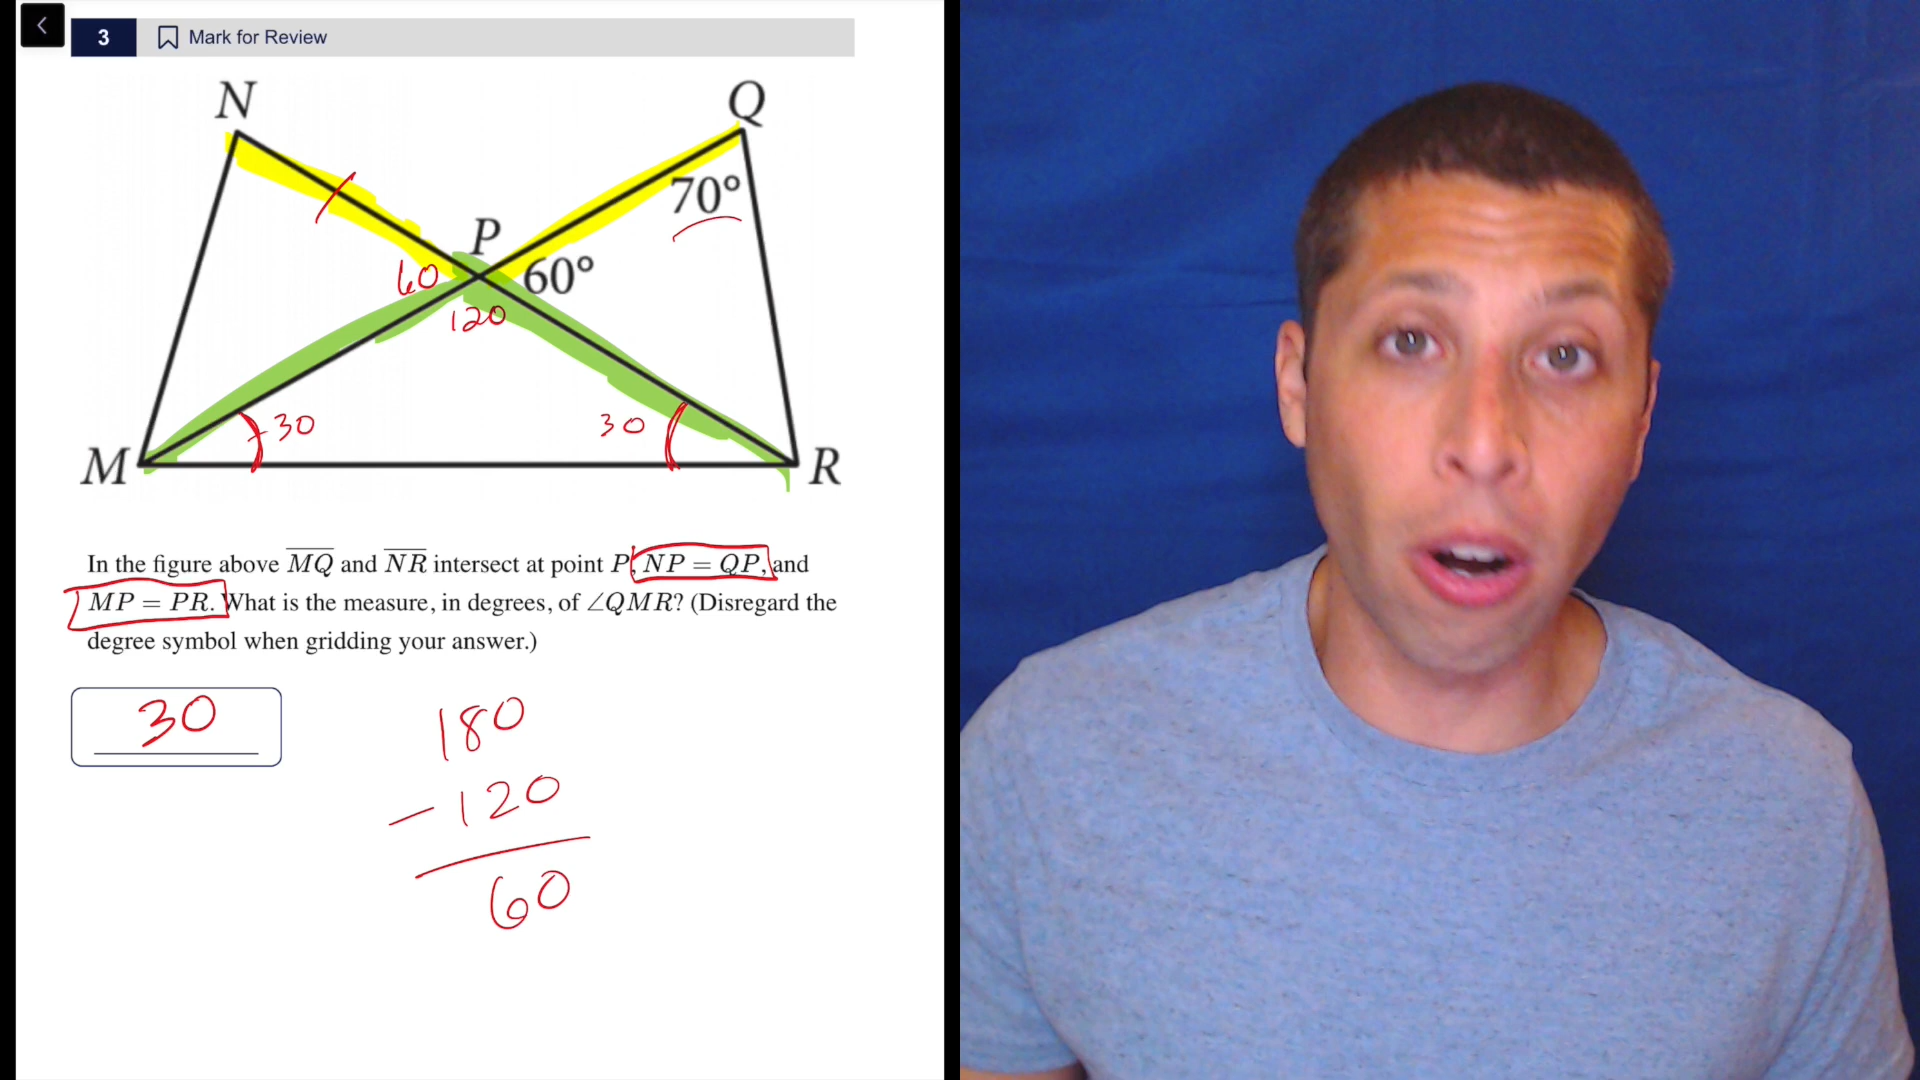 3 Mark for Review
N
Q
70°
P
60
60°
120
30
30
M
R
In the figure above MQ and NR intersect at point P, NP = QP, and
MP = PR. What is the measure, in degrees, of ∠QMR? (Disregard the
degree symbol when gridding your answer.)
30
180
- 120
60